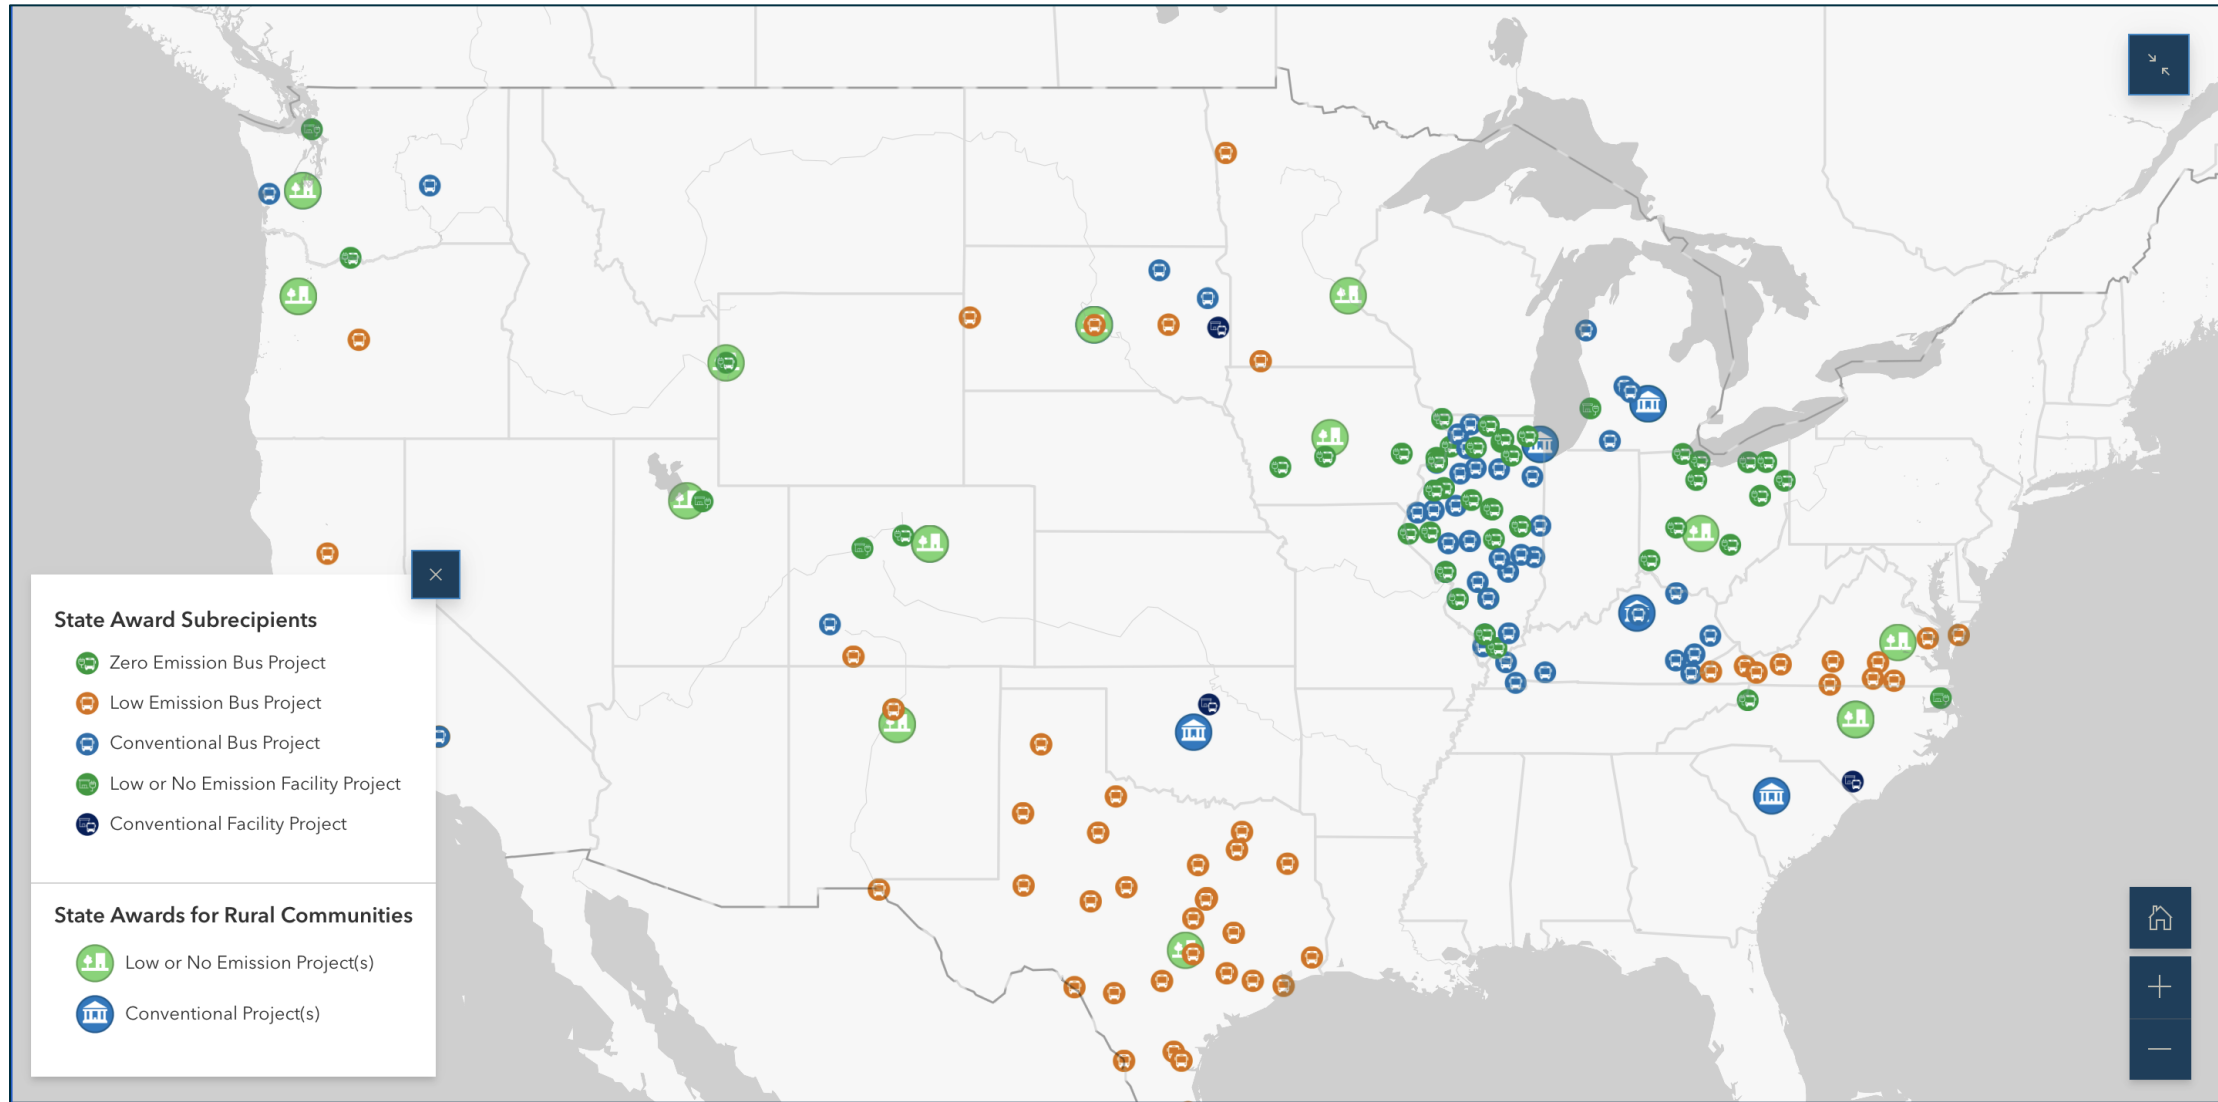 State Award Subrecipients
Zero Emission Bus Project
Low Emission Bus Project
Conventional Bus Project
Low or No Emission Facility Project
Conventional Facility Project
State Awards for Rural Communities
Low or No Emission Project(s)
Conventional Project(s)